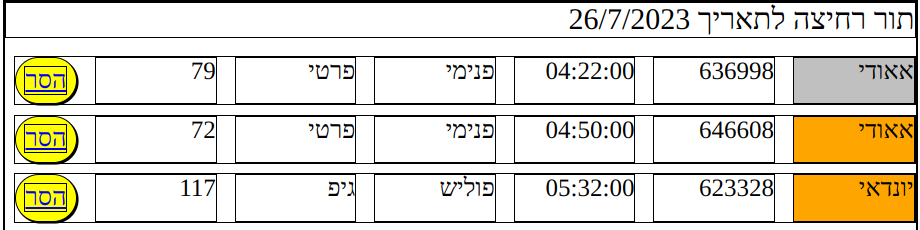 תור רחיצה לתאריך 26/7/2023
אאודי 636998 04:22:00 פנימי פרטי 79 הסר
אאודי 646608 04:50:00 פנימי פרטי 72 הסר
יונדאי 623328 05:32:00 פוליש גיפ 117 הסר